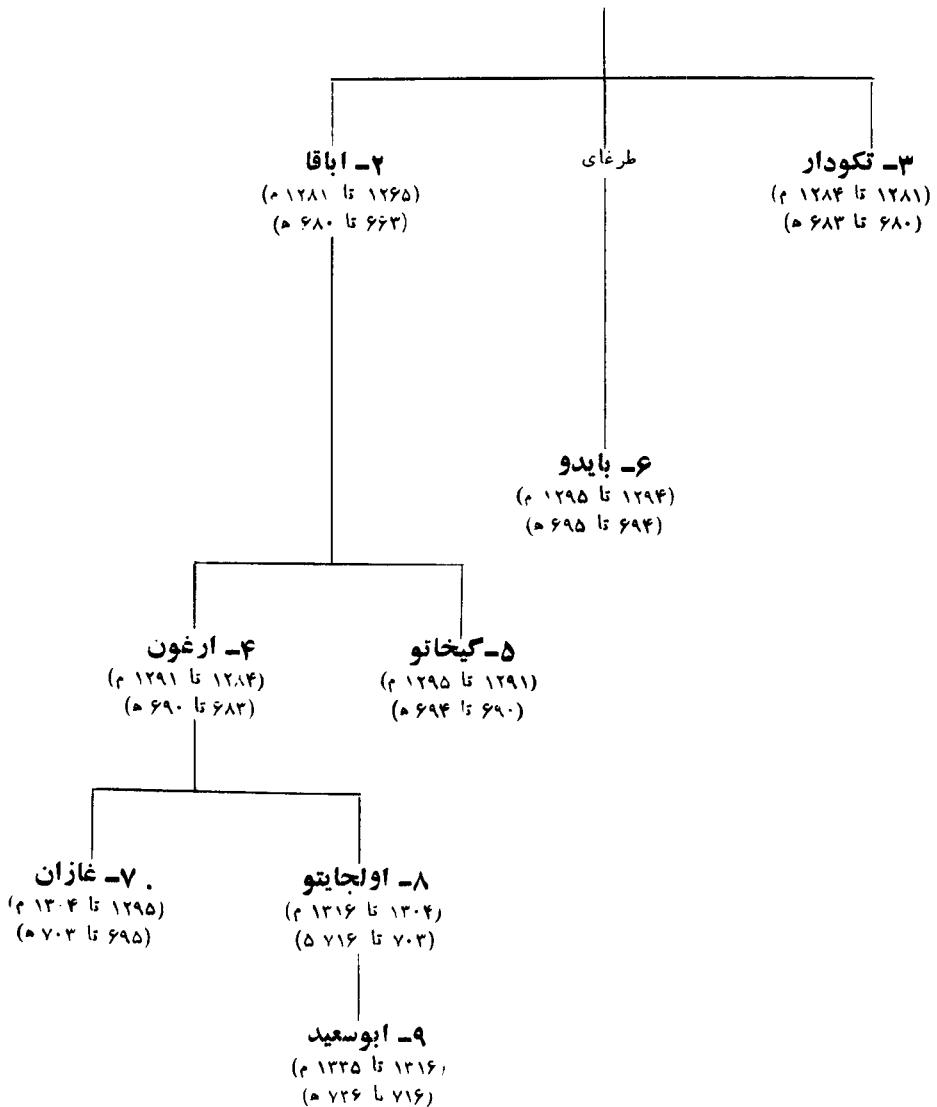 ۳ـ تکودار
(۱۲۸۱ تا ۱۲۸۴ م)
(۶۸۰ تا ۶۸۳ ه)
طرغای
۲ـ اباقا
(۱۲۶۵ تا ۱۲۸۱ م)
(۶۶۳ تا ۶۸۰ ه)
۶ـ بایدو
(۱۲۹۴ تا ۱۲۹۵ م)
(۶۹۴ تا ۶۹۵ ه)
۵ـ گیخاتو
(۱۲۹۱ تا ۱۲۹۵ م)
(۶۹۰ تا ۶۹۴ ه)
۴ـ ارغون
(۱۲۸۴ تا ۱۲۹۱ م)
(۶۸۳ تا ۶۹۰ ه)
۸ـ اولجایتو
(۱۳۰۴ تا ۱۳۱۶ م)
(۷۰۳ تا ۷۱۶ ه)
۷ـ غازان
(۱۲۹۵ تا ۱۳۰۴ م)
(۶۹۵ تا ۷۰۳ ه)
۹ـ ابوسعید
(۱۳۱۶ تا ۱۳۳۵ م)
(۷۱۶ تا ۷۳۶ ه)